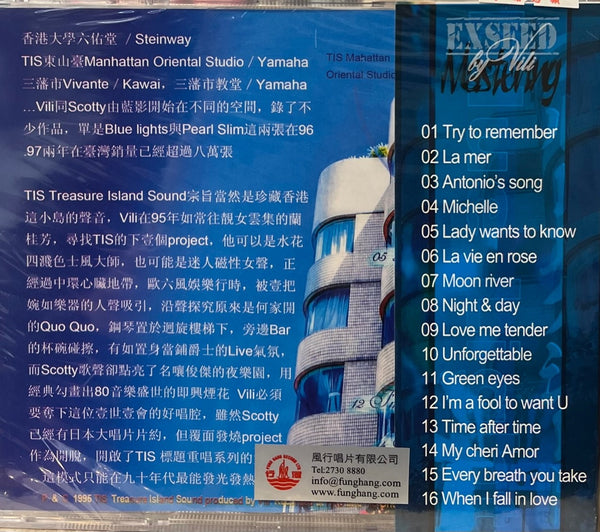 香港大學六佑堂 / Steinway
TIS東山臺Manhattan Oriental Studio / Yamaha
三藩市Vivante / Kawai, 三藩市教堂 / Yamaha
...Vili同Scotty由藍影開始在不同的空間，錄了不
少作品，單是Blue lights與Pearl Slim這兩張在96
.97兩年在臺灣銷量已經超過八萬張
TIS Treasure Island Sound宗旨當然是珍藏香港
這小島的聲音，Vili在95年如常往靚女雲集的蘭
桂芳，尋找TIS的下壹個project，他可以是水花
四濺色士風大師，也可能是迷人磁性女聲，正
經過中環心臟地帶，歐六風娛樂行時，被壹把
婉如樂器的人聲吸引，沿聲探究原來是何家開
的Quo Quo，鋼琴置於迴旋樓梯下，旁邊Bar
的杯碗碰擦，有如置身當鋪爵士的Live氣氛，
而Scotty歌聲卻點亮了名嚷俊傑的夜樂園，用
經典勾畫出80音樂盛世的即興煙花 Vili必須
要奪下這位壹世壹會的好唱腔，雖然Scotty
已經有日本大唱片片約，但覆面發燒project
作為開脫，開啟了TIS 標題重唱系列的
...這模式只能在九十年代最能發光發熱
P & C 1996 TIS Treasure Island Sound produced by
TIS Mahattan
Oriental Studio
05
12
風行唱片有限公司
Tel:2730 8880
info@funghang.com
www.funghang.com
EXSEED
by Vili
Mastering
01 Try to remember
02 La mer
03 Antonio's song
04 Michelle
05 Lady wants to know
06 La vie en rose
07 Moon river
08 Night & day
09 Love me tender
10 Unforgettable
11 Green eyes
12 I'm a fool to want U
13 Time after time
14 My cheri Amor
15 Every breath you take
16 When I fall in love